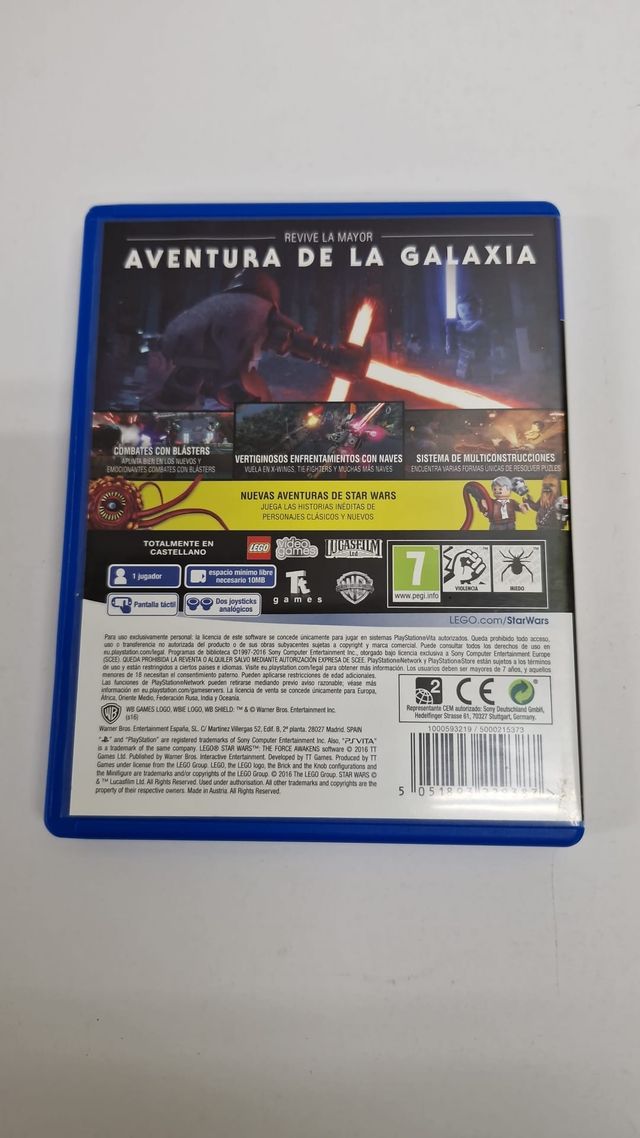 REVIVE LA MAYOR
AVENTURA DE LA GALAXIA
COMBATES CON BLÁSTERS
APUNTA BIEN EN LOS NUEVOS Y
EMOCIONANTES COMBATES CON BLÁSTERS
VERTIGINOSOS ENFRENTAMIENTOS CON NAVES
VUELA EN X-WINGS, TIE FIGHTERS Y MUCHAS MÁS NAVES
SISTEMA DE MULTICONSTRUCCIONES
ENCUENTRA VARIAS FORMAS ÚNICAS DE RESOLVER PUZLES
NUEVAS AVENTURAS DE STAR WARS
JUEGA LAS HISTORIAS INÉDITAS DE
PERSONAJES CLÁSICOS Y NUEVOS
TOTALMENTE EN
CASTELLANO
LEGO video games
LUCASFILM Ltd
1 jugador
espacio mínimo libre
necesario 10MB
Pantalla táctil
Dos joysticks
analógicos
Tt games
WB
7
www.pegi.info
VIOLENCIA
MIEDO
LEGO.com/StarWars
Para uso exclusivamente personal: la licencia de este software se concede únicamente para jugar en sistemas PlayStation®Vita autorizados. Queda prohibido todo acceso,
uso o transferencia no autorizada del producto o de sus obras subyacentes sujetas a copyright y marca comercial. Puede consultar todos los derechos de uso en
eu.playstation.com/legal. Programas de biblioteca ©1997-2016 Sony Computer Entertainment Inc., otorgado bajo licencia exclusiva a Sony Computer Entertainment Europe
(SCEE). QUEDA PROHIBIDA LA REVENTA O ALQUILER SALVO MEDIANTE AUTORIZACIÓN EXPRESA DE SCEE. PlayStation®Network y PlayStation®Store están sujetos a los términos
de uso y están restringidos a ciertos países e idiomas. Visite eu.playstation.com/legal para obtener más información. Los usuarios deben ser mayores de 7 años, y aquellos
menores de 18 necesitan el consentimiento paterno. Pueden aplicarse restricciones de edad adicionales.
Las funciones de PlayStation®Network pueden retirarse mediando previo aviso razonable; véase más
información en eu.playstation.com/gameservers. La licencia de venta se concede únicamente para Europa,
África, Oriente Medio, Federación Rusa, India y Oceanía.
WB GAMES LOGO, WBIE LOGO, WB SHIELD: ™ & © Warner Bros. Entertainment Inc.
(s16)
Warner Bros. Entertainment España, SL. C/ Martínez Villergas 52, Edif. B, 2ª planta. 28027 Madrid. SPAIN
" " and "PlayStation" are registered trademarks of Sony Computer Entertainment Inc. Also, "PSVITA"
is a trademark of the same company. LEGO® STAR WARS™: THE FORCE AWAKENS software © 2016 TT
Games Ltd. Published by Warner Bros. Interactive Entertainment. Developed by TT Games. Produced by TT
Games under license from the LEGO Group. LEGO, the LEGO logo, the Brick and the Knob configurations and
the Minifigure are trademarks and/or copyrights of the LEGO Group. © 2016 The LEGO Group. STAR WARS ©
& ™ Lucasfilm Ltd. All Rights Reserved. Used under authorisation. All other trademarks and copyrights are the
property of their respective owners. Made in Austria. All Rights Reserved.
2
CE
Representante CEM autorizado: Sony Deutschland GmbH,
Hedelfinger Strasse 61, 70327 Stuttgart, Germany.
1000593219 / 5000215373
5 051893